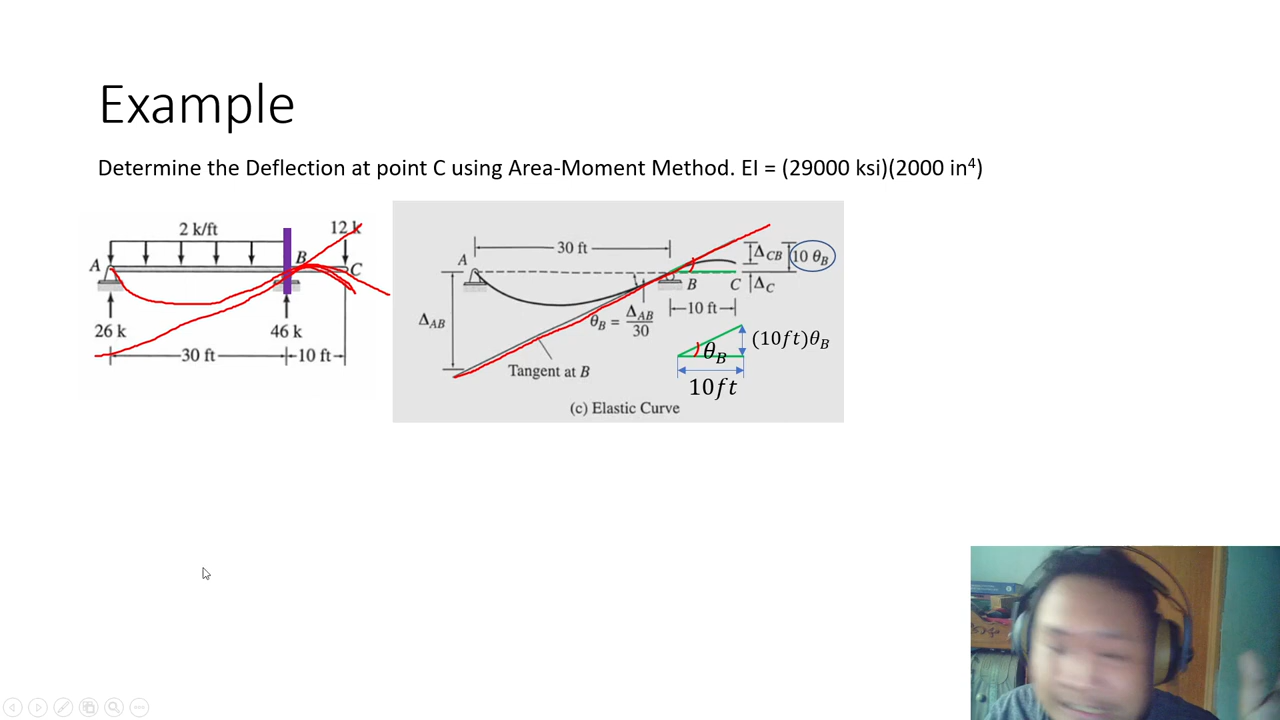 Example
Determine the Deflection at point C using Area-Moment Method. EI = (29000 ksi)(2000 in⁴)
2 k/ft
12 k
A
B
C
26 k
46 k
30 ft
10 ft
30 ft
A
Δ_CB
10 θ_B
B
C
Δ_C
Δ_AB
θ_B = Δ_AB/30
10 ft
(10ft)θ_B
θ_B
Tangent at B
10ft
(c) Elastic Curve